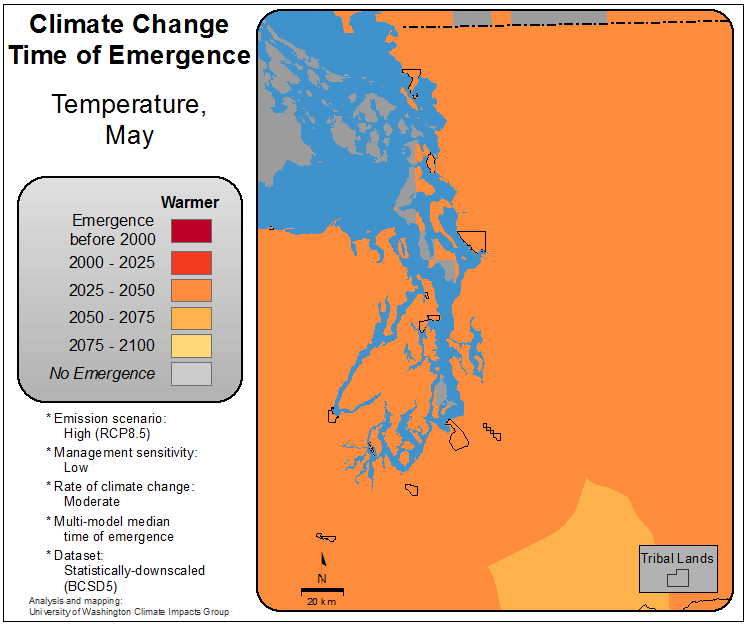 Climate Change
Time of Emergence
Temperature,
May
Warmer
Emergence
before 2000
2000 - 2025
2025 - 2050
2050 - 2075
2075 - 2100
No Emergence
* Emission scenario:
High (RCP8.5)
* Management sensitivity:
Low
* Rate of climate change:
Moderate
* Multi-model median
time of emergence
* Dataset:
Statistically-downscaled
(BCSD5)
Analysis and mapping:
University of Washington Climate Impacts Group
N
20 km
Tribal Lands